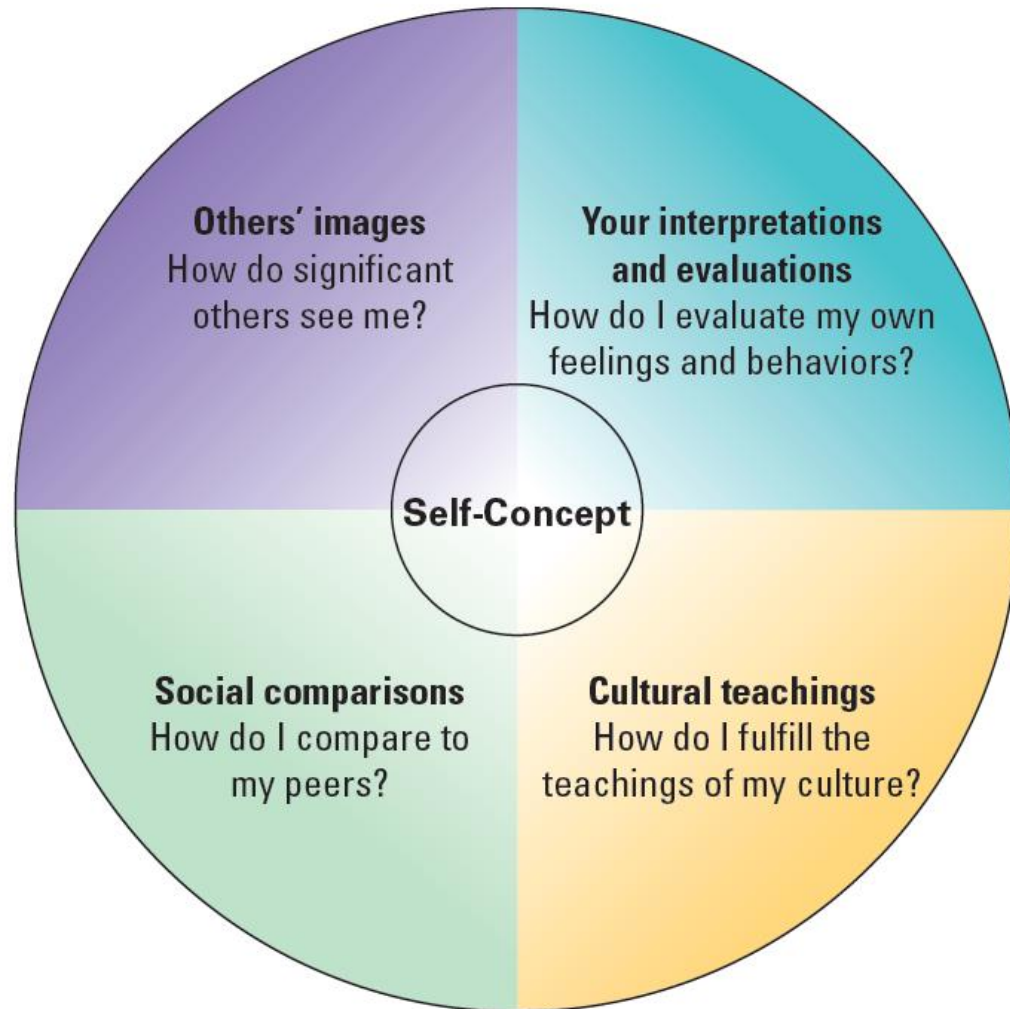 Others’ images
How do significant
others see me?
Your interpretations
and evaluations
How do I evaluate my own
feelings and behaviors?
Self-Concept
Social comparisons
How do I compare to
my peers?
Cultural teachings
How do I fulfill the
teachings of my culture?